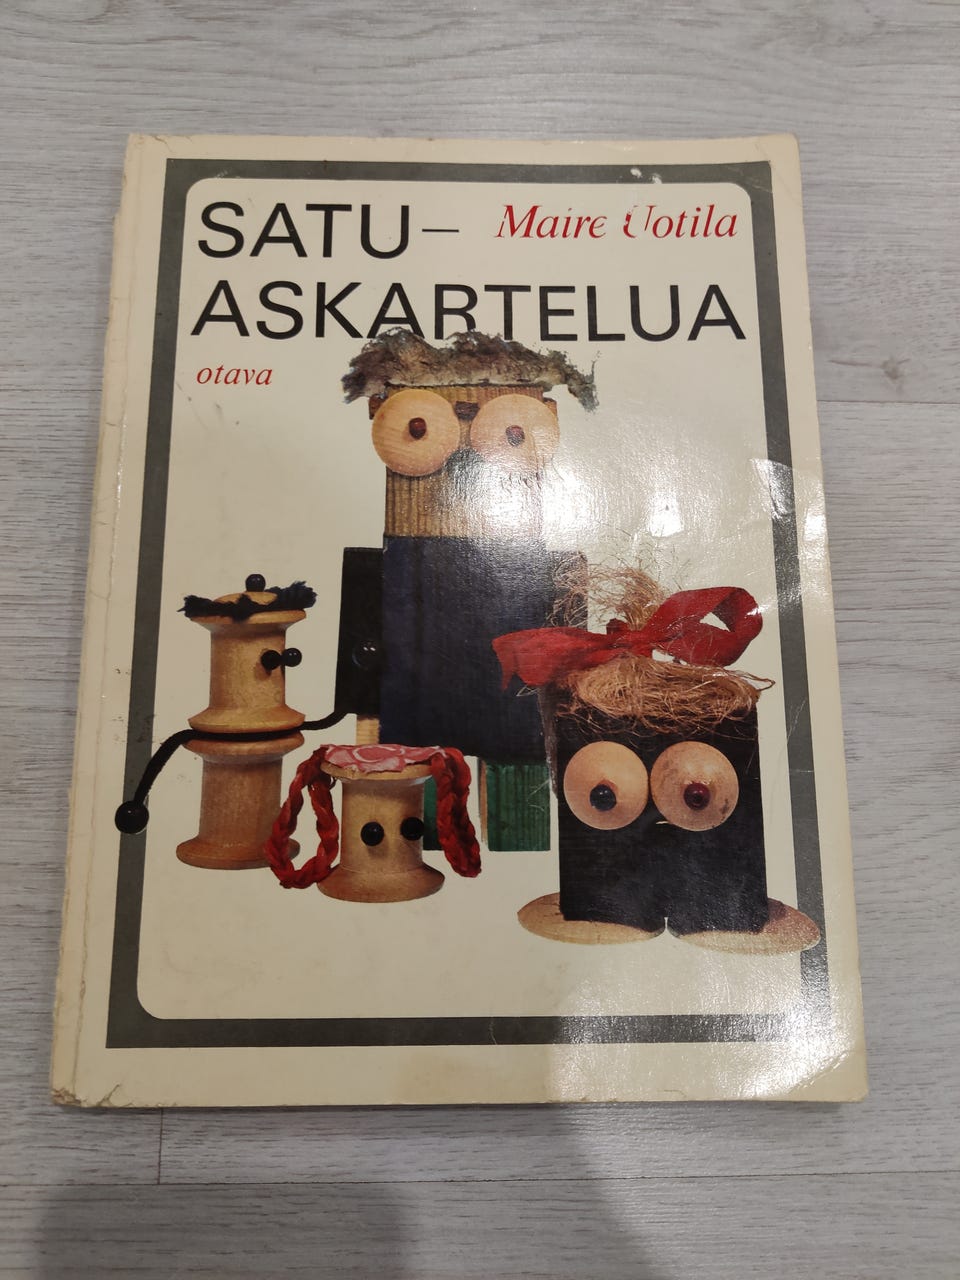 SATU–
Maire Uotila
ASKARTELUA
otava